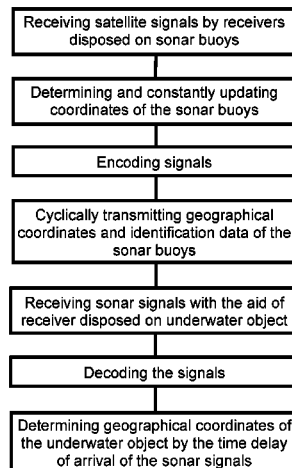 Receiving satellite signals by receivers
disposed on sonar buoys
Determining and constantly updating
coordinates of the sonar buoys
Encoding signals
Cyclically transmitting geographical
coordinates and identification data of the
sonar buoys
Receiving sonar signals with the aid of
receiver disposed on underwater object
Decoding the signals
Determining geographical coordinates of
the underwater object by the time delay
of arrival of the sonar signals